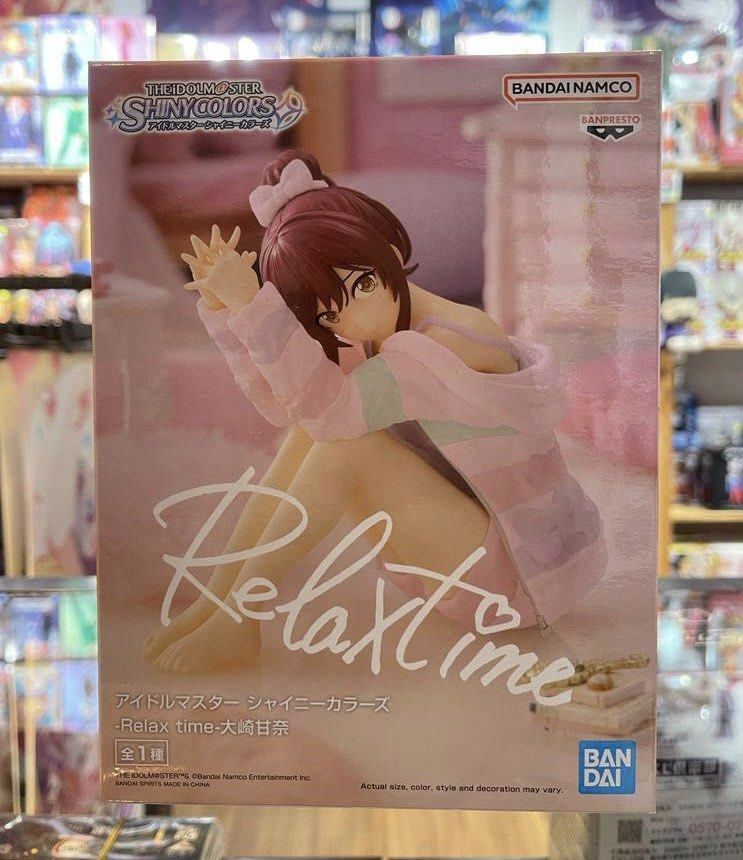 THE IDOLM@STER
SHINYCOLORS
アイドルマスター シャイニーカラーズ
BANDAI NAMCO
BANPRESTO
Relax time
アイドルマスター シャイニーカラーズ
-Relax time-大崎甘奈
全1種
THE IDOLM@STER™& ©Bandai Namco Entertainment Inc.
BANDAI SPIRITS MADE IN CHINA
Actual size, color, style and decoration may vary.
BAN
DAI